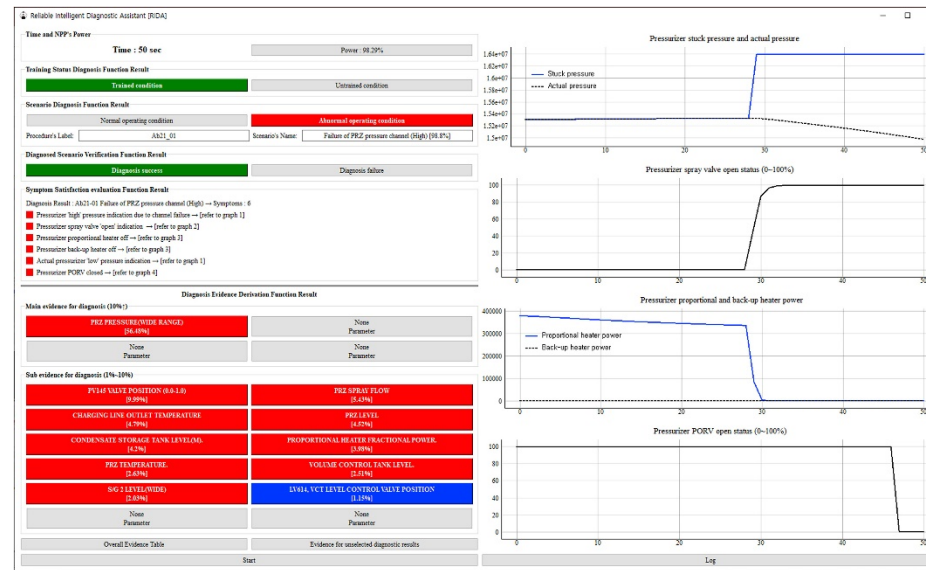 Reliable Intelligent Diagnostic Assistant [RIDA]
Time and NPP's Power
Time : 50 sec
Power : 98.29%
Training Status Diagnosis Function Result
Trained condition
Untrained condition
Scenario Diagnosis Function Result
Normal operating condition
Abnormal operating condition
Procedure's Label:
Ab21_01
Scenario's Name:
Failure of PRZ pressure channel (High) [98.8%]
Diagnosed Scenario Verification Function Result
Diagnosis success
Diagnosis failure
Symptom Satisfaction evaluation Function Result
Diagnosis Result : Ab21-01 Failure of PRZ pressure channel (High) → Symptoms : 6
Pressurizer 'high' pressure indication due to channel failure → [refer to graph 1]
Pressurizer spray valve 'open' indication → [refer to graph 2]
Pressurizer proportional heater off → [refer to graph 3]
Pressurizer back-up heater off → [refer to graph 3]
Actual pressurizer 'low' pressure indication → [refer to graph 1]
Pressurizer PORV closed → [refer to graph 4]
Diagnosis Evidence Derivation Function Result
Main evidence for diagnosis (10%↑)
PRZ PRESSURE(WIDE RANGE)
[56.48%]
None
Parameter
None
Parameter
None
Parameter
Sub evidence for diagnosis (1%~10%)
PV145 VALVE POSITION (0.0-1.0)
[9.99%]
PRZ SPRAY FLOW
[5.43%]
CHARGING LINE OUTLET TEMPERATURE
[4.79%]
PRZ LEVEL
[4.52%]
CONDENSATE STORAGE TANK LEVEL(M).
[4.2%]
PROPORTIONAL HEATER FRACTIONAL POWER.
[3.98%]
PRZ TEMPERATURE.
[2.63%]
VOLUME CONTROL TANK LEVEL.
[2.51%]
S/G 2 LEVEL(WIDE)
[2.03%]
LV614, VCT LEVEL CONTROL VALVE POSITION
[1.15%]
None
Parameter
None
Parameter
Overall Evidence Table
Evidence for unselected diagnostic results
Start
Log
Pressurizer stuck pressure and actual pressure
1.64e+07
1.62e+07
1.6e+07
1.58e+07
1.56e+07
1.54e+07
1.52e+07
1.5e+07
Stuck pressure
Actual pressure
0 10 20 30 40 50
Pressurizer spray valve open status (0~100%)
100
80
60
40
20
0
0 10 20 30 40 50
Pressurizer proportional and back-up heater power
400000
300000
200000
100000
0
Proportional heater power
Back-up heater power
0 10 20 30 40 50
Pressurizer PORV open status (0~100%)
100
80
60
40
20
0
0 10 20 30 40 50